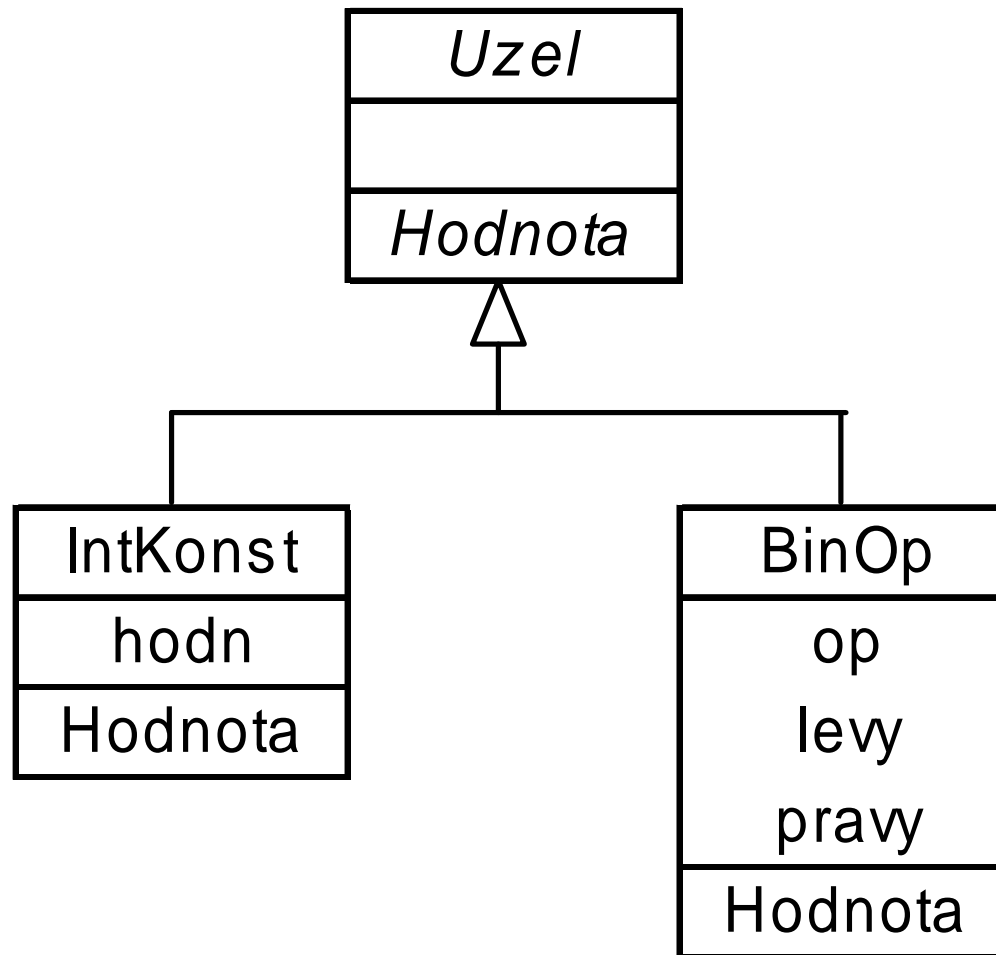 Uzel
Hodnota
IntKonst
hodn
Hodnota
BinOp
op
levy
pravy
Hodnota